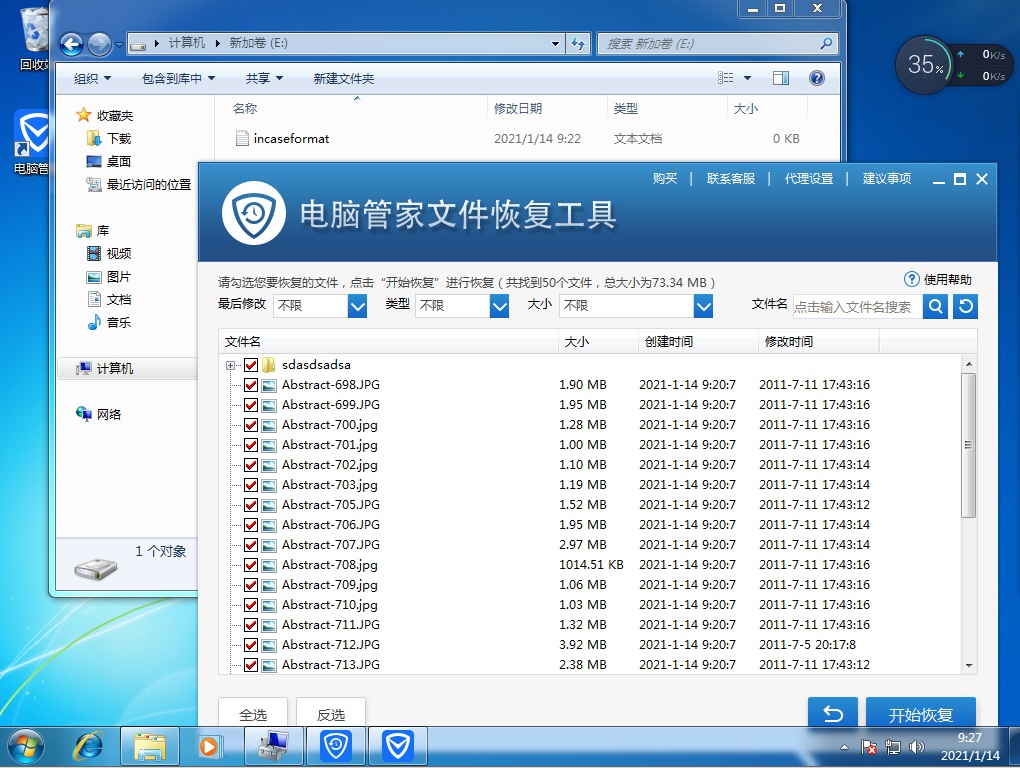 回收站
电脑管
计算机 新加卷 (E:)
搜索 新加卷 (E:)
组织 包含到库中 共享 新建文件夹
收藏夹
下载
桌面
最近访问的位置
库
视频
图片
文档
音乐
计算机
网络
名称 修改日期 类型 大小
incaseformat 2021/1/14 9:22 文本文档 0 KB
1 个对象
35%
0K/s
0K/s
购买 | 联系客服 | 代理设置 | 建议事项
电脑管家文件恢复工具
请勾选您要恢复的文件，点击“开始恢复”进行恢复（共找到50个文件，总大小为73.34 MB）
使用帮助
最后修改 不限 类型 不限 大小 不限 文件名 点击输入文件名搜索
文件名 大小 创建时间 修改时间
sdasdsadsa
Abstract-698.JPG 1.90 MB 2021-1-14 9:20:7 2011-7-11 17:43:16
Abstract-699.JPG 1.95 MB 2021-1-14 9:20:7 2011-7-11 17:43:16
Abstract-700.jpg 1.28 MB 2021-1-14 9:20:7 2011-7-11 17:43:16
Abstract-701.jpg 1.00 MB 2021-1-14 9:20:7 2011-7-11 17:43:16
Abstract-702.jpg 1.10 MB 2021-1-14 9:20:7 2011-7-11 17:43:14
Abstract-703.jpg 1.19 MB 2021-1-14 9:20:7 2011-7-11 17:43:14
Abstract-705.JPG 1.52 MB 2021-1-14 9:20:7 2011-7-11 17:43:12
Abstract-706.JPG 1.95 MB 2021-1-14 9:20:7 2011-7-11 17:43:14
Abstract-707.JPG 2.97 MB 2021-1-14 9:20:7 2011-7-11 17:43:14
Abstract-708.jpg 1014.51 KB 2021-1-14 9:20:7 2011-7-11 17:43:16
Abstract-709.jpg 1.06 MB 2021-1-14 9:20:7 2011-7-11 17:43:16
Abstract-710.jpg 1.03 MB 2021-1-14 9:20:7 2011-7-11 17:43:16
Abstract-711.JPG 1.32 MB 2021-1-14 9:20:7 2011-7-11 17:43:16
Abstract-712.JPG 3.92 MB 2021-1-14 9:20:7 2011-7-5 20:17:8
Abstract-713.JPG 2.38 MB 2021-1-14 9:20:7 2011-7-11 17:43:12
全选 反选 开始恢复
9:27
2021/1/14